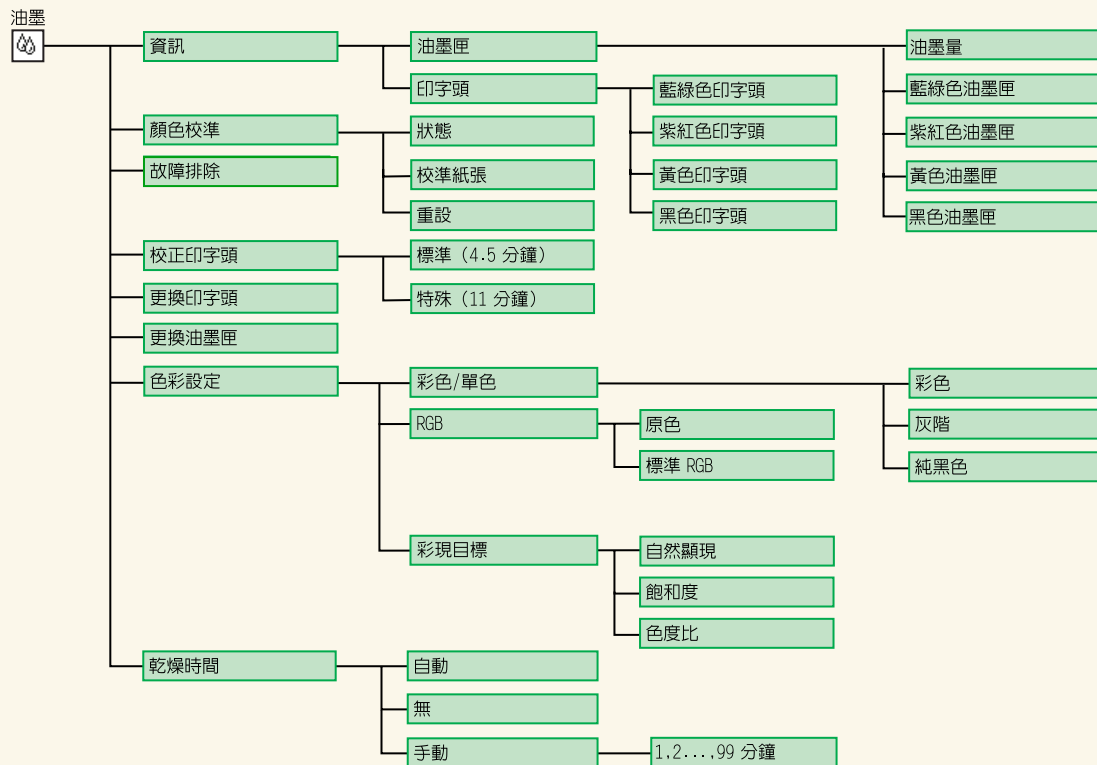 油墨
資訊
油墨匣
油墨量
藍綠色油墨匣
紫紅色油墨匣
黃色油墨匣
黑色油墨匣
印字頭
藍綠色印字頭
紫紅色印字頭
黃色印字頭
黑色印字頭
顏色校準
狀態
校準紙張
重設
故障排除
校正印字頭
標準 (4.5 分鐘)
特殊 (11 分鐘)
更換印字頭
更換油墨匣
色彩設定
彩色/單色
彩色
灰階
純黑色
RGB
原色
標準 RGB
彩現目標
自然顯現
飽和度
色度比
乾燥時間
自動
無
手動
1,2...,99 分鐘